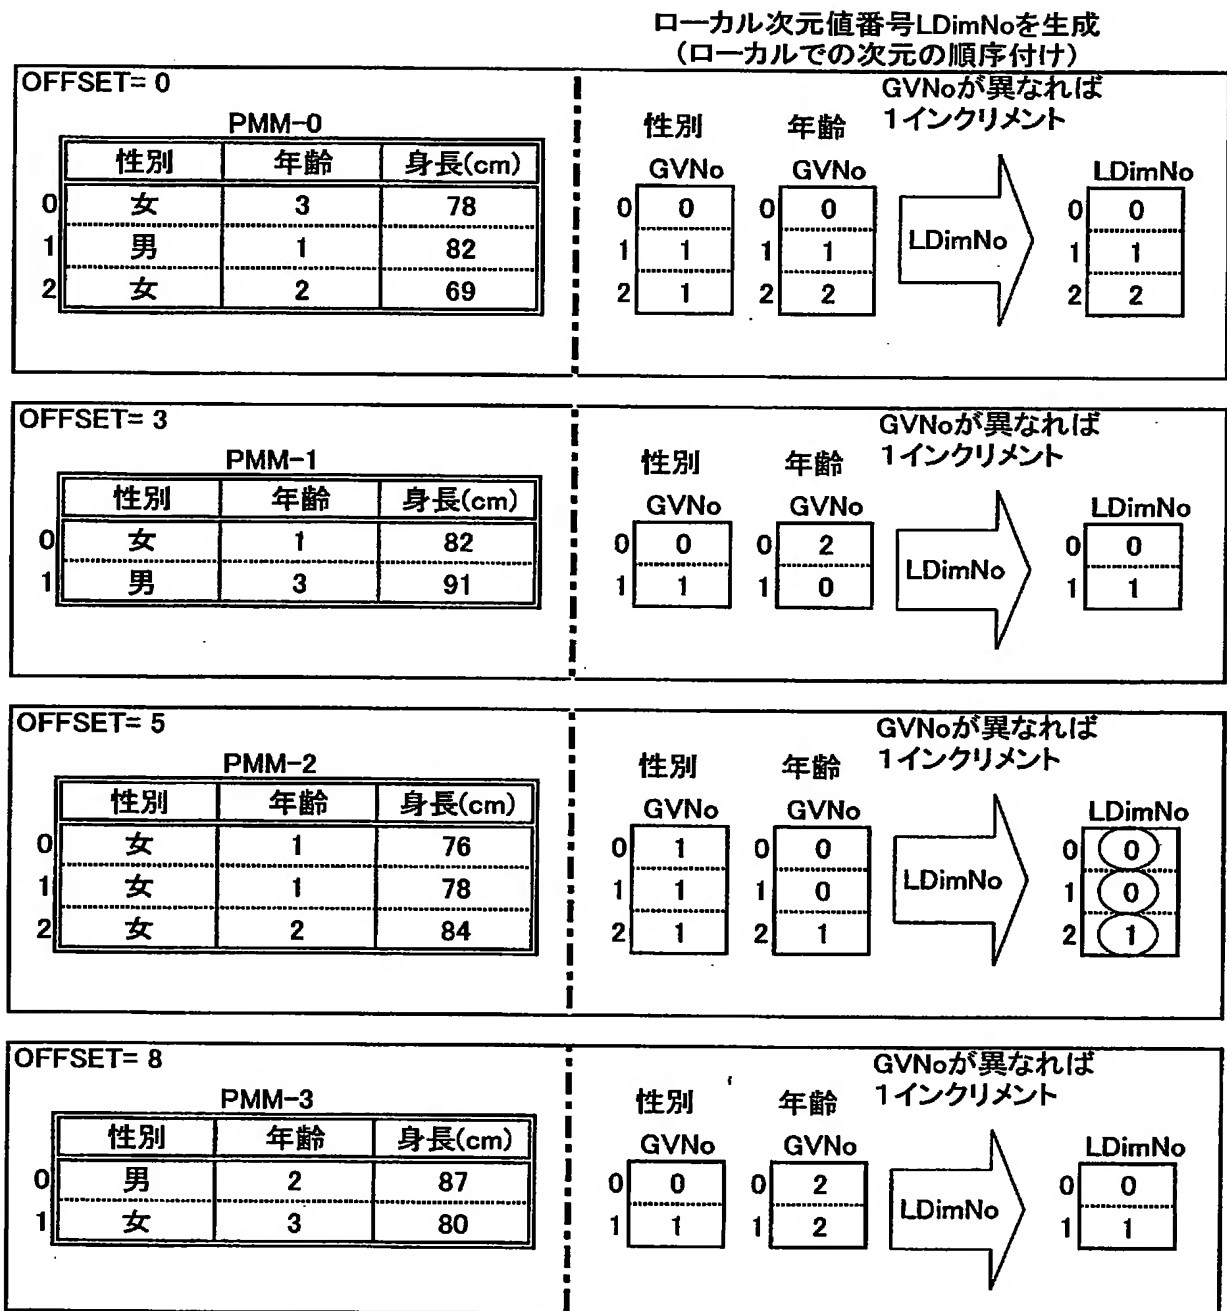 ローカル次元値番号LDimNoを生成
(ローカルでの次元の順序付け)
OFFSET= 0
PMM-0
性別 年齢 身長(cm)
0 女 3 78
1 男 1 82
2 女 2 69
性別 年齢
GVNo GVNo
0 0 0 0
1 1 1 1
2 1 2 2
GVNoが異なれば
1インクリメント
LDimNo
LDimNo
0 0
1 1
2 2
OFFSET= 3
PMM-1
性別 年齢 身長(cm)
0 女 1 82
1 男 3 91
性別 年齢
GVNo GVNo
0 0 0 2
1 1 1 0
GVNoが異なれば
1インクリメント
LDimNo
LDimNo
0 0
1 1
OFFSET= 5
PMM-2
性別 年齢 身長(cm)
0 女 1 76
1 女 1 78
2 女 2 84
性別 年齢
GVNo GVNo
0 1 0 0
1 1 1 0
2 1 2 1
GVNoが異なれば
1インクリメント
LDimNo
LDimNo
0 0
1 0
2 1
OFFSET= 8
PMM-3
性別 年齢 身長(cm)
0 男 2 87
1 女 3 80
性別 年齢
GVNo GVNo
0 0 0 2
1 1 1 2
GVNoが異なれば
1インクリメント
LDimNo
LDimNo
0 0
1 1